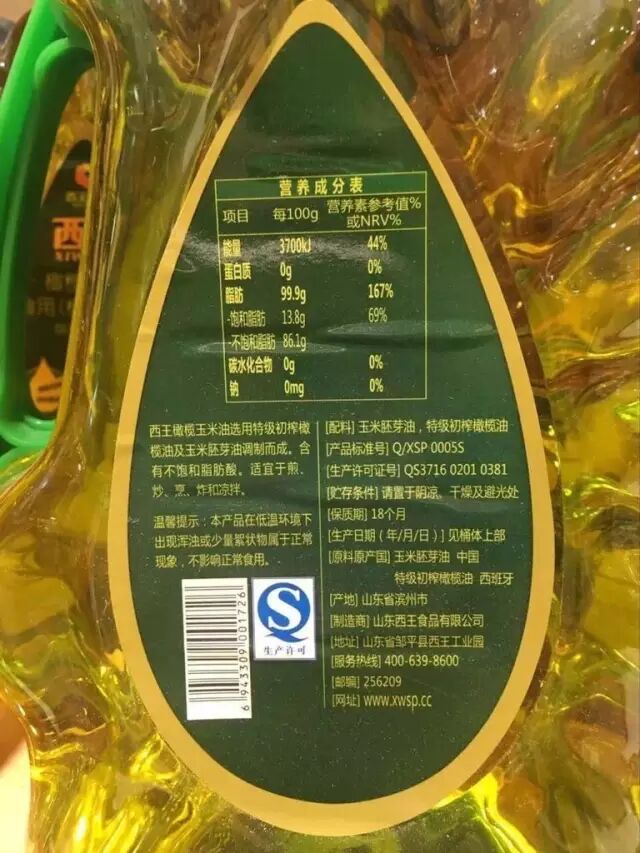 营养成分表
项目 每100g 营养素参考值%
或NRV%
能量 3700kJ 44%
蛋白质 0g 0%
脂肪 99.9g 167%
-饱和脂肪 13.8g 69%
-不饱和脂肪 86.1g
碳水化合物 0g 0%
钠 0mg 0%
西王橄榄玉米油选用特级初榨橄
榄油及玉米胚芽油调制而成。含
有不饱和脂肪酸。适宜于煎、
炒、烹、炸和凉拌。
温馨提示：本产品在低温环境下
出现浑浊或少量絮状物属于正常
现象，不影响正常食用。
6 943309 001726
生产许可
[配料] 玉米胚芽油，特级初榨橄榄油
[产品标准号] Q/XSP 0005S
[生产许可证号] QS3716 0201 0381
[贮存条件] 请置于阴凉、干燥及避光处
[保质期] 18个月
[生产日期（年/月/日）] 见桶体上部
[原料原产国] 玉米胚芽油 中国
特级初榨橄榄油 西班牙
[产地] 山东省滨州市
[制造商] 山东西王食品有限公司
[地址] 山东省邹平县西王工业园
[服务热线] 400-639-8600
[邮编] 256209
[网址] www.xwsp.cc
西